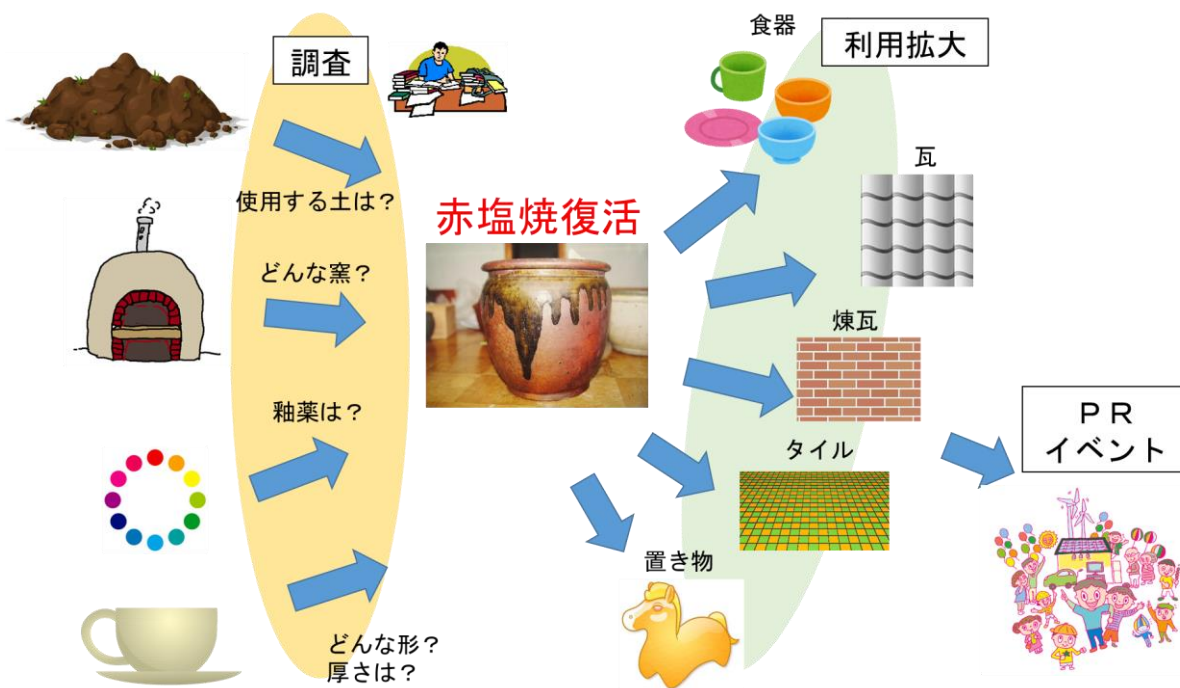 調査
使用する土は？
どんな窯？
釉薬は？
どんな形？
厚さは？
赤塩焼復活
食器
利用拡大
瓦
煉瓦
タイル
置き物
ＰＲ
イベント